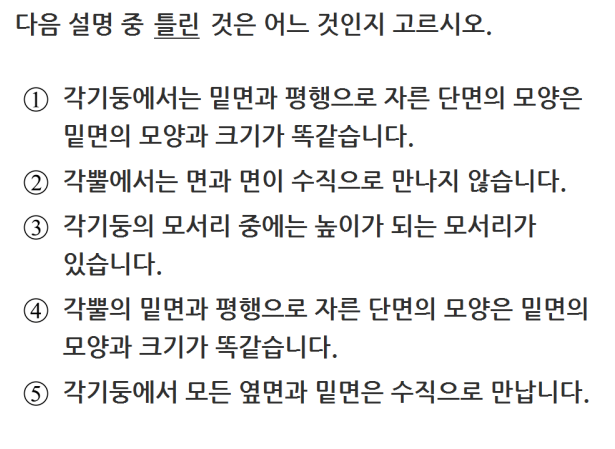 다음 설명 중 틀린 것은 어느 것인지 고르시오.
① 각기둥에서는 밑면과 평행으로 자른 단면의 모양은
밑면의 모양과 크기가 똑같습니다.
② 각뿔에서는 면과 면이 수직으로 만나지 않습니다.
③ 각기둥의 모서리 중에는 높이가 되는 모서리가
있습니다.
④ 각뿔의 밑면과 평행으로 자른 단면의 모양은 밑면의
모양과 크기가 똑같습니다.
⑤ 각기둥에서 모든 옆면과 밑면은 수직으로 만납니다.